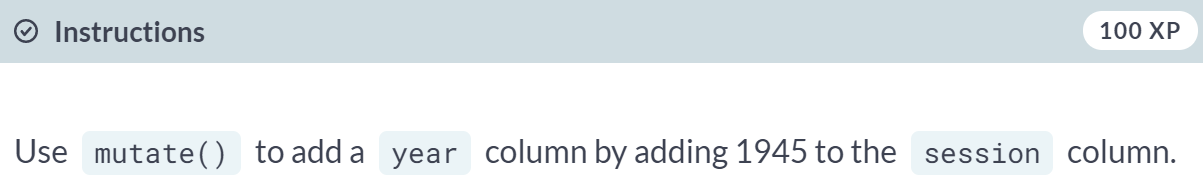 Instructions 100 XP
Use mutate() to add a year column by adding 1945 to the session column.